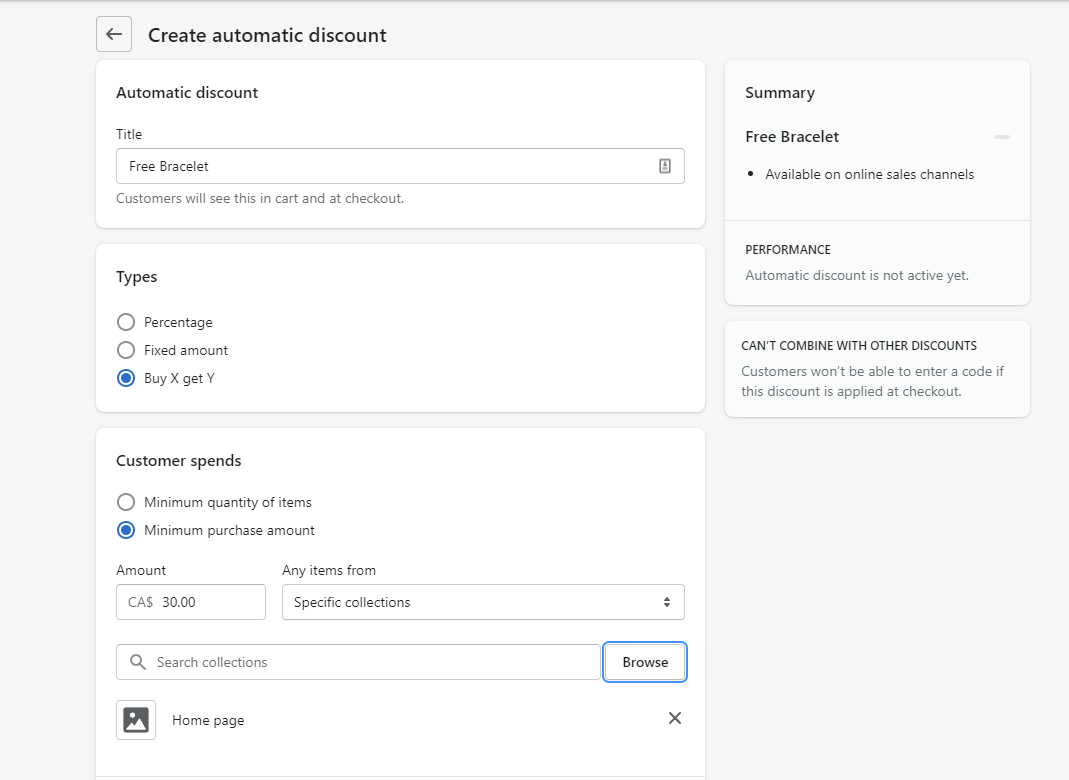 Create automatic discount
Automatic discount
Title
Free Bracelet
Customers will see this in cart and at checkout.
Types
Percentage
Fixed amount
Buy X get Y
Customer spends
Minimum quantity of items
Minimum purchase amount
Amount
Any items from
CA$ 30.00
Specific collections
Search collections
Browse
Home page
Summary
Free Bracelet
Available on online sales channels
PERFORMANCE
Automatic discount is not active yet.
CAN'T COMBINE WITH OTHER DISCOUNTS
Customers won't be able to enter a code if
this discount is applied at checkout.